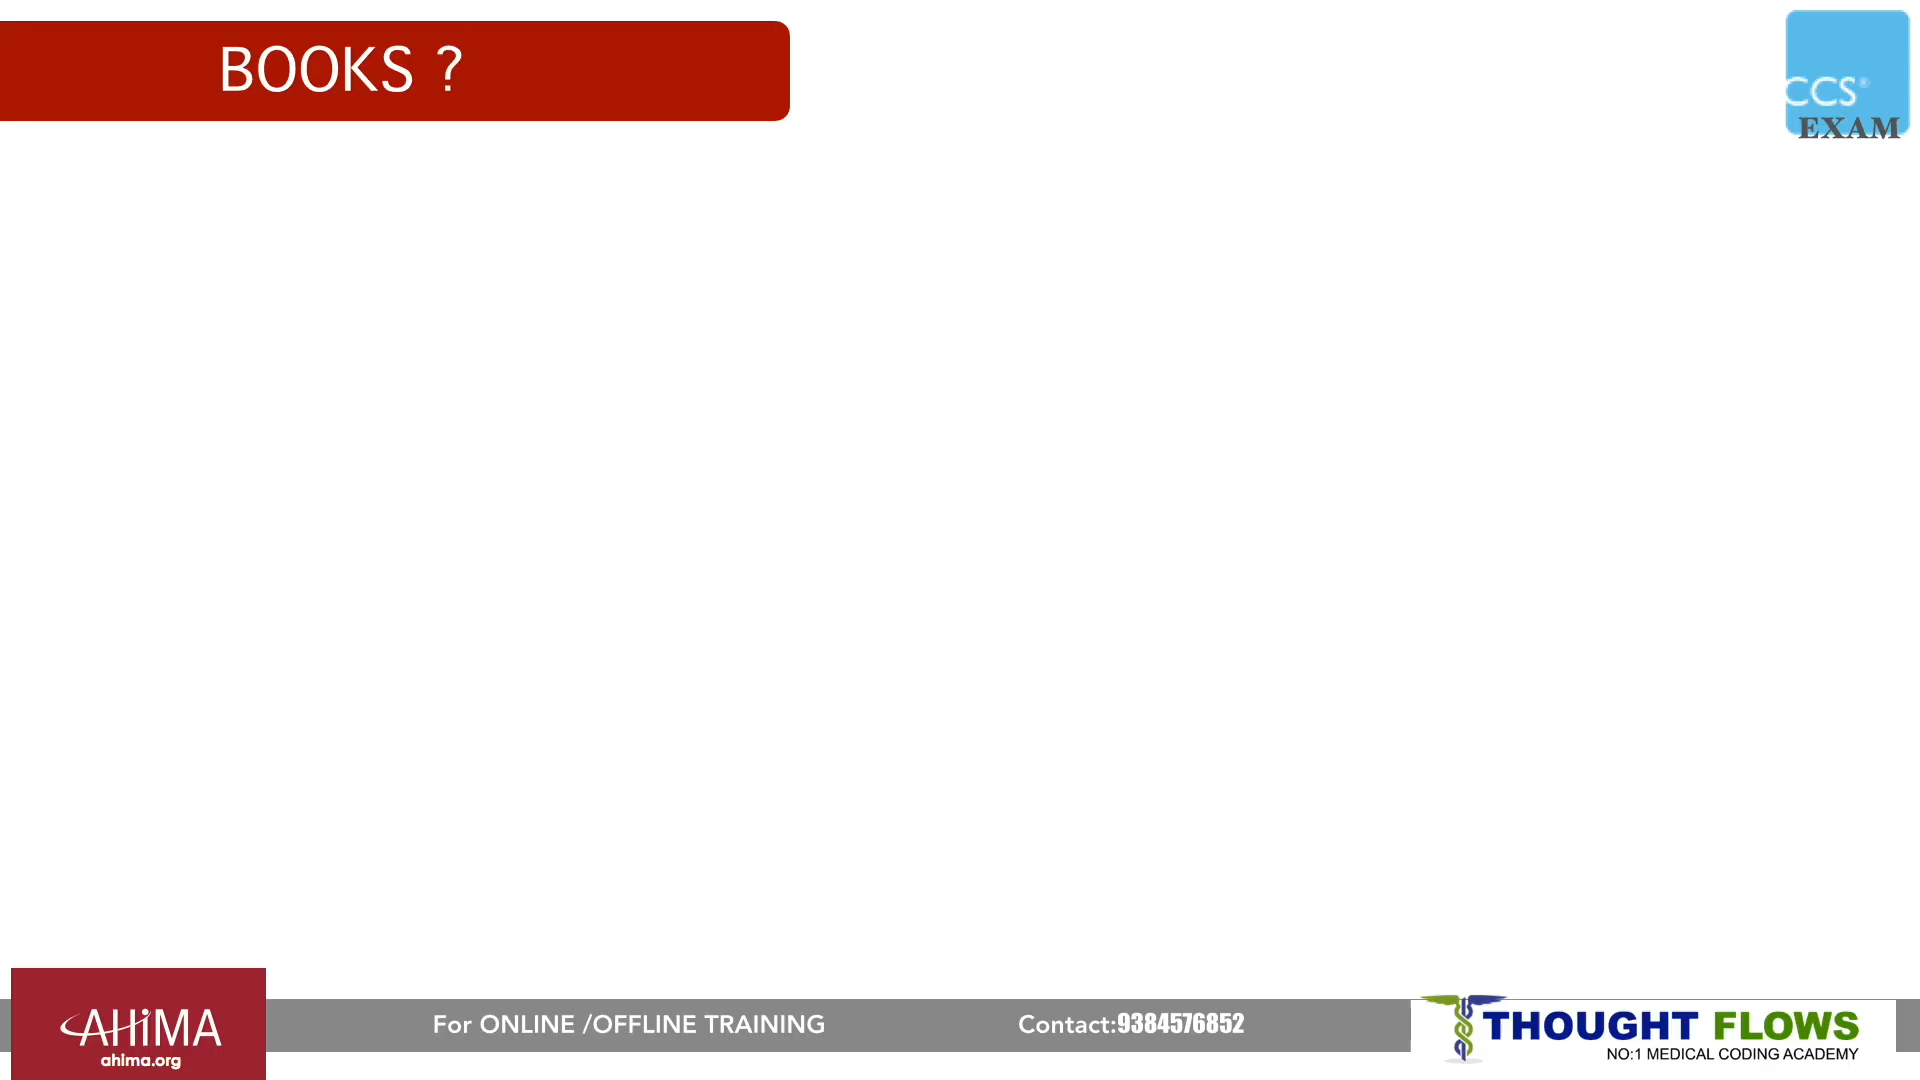 BOOKS ?
CCS®
EXAM
AHIMA
ahima.org
For ONLINE /OFFLINE TRAINING
Contact:9384576852
THOUGHT FLOWS
NO:1 MEDICAL CODING ACADEMY